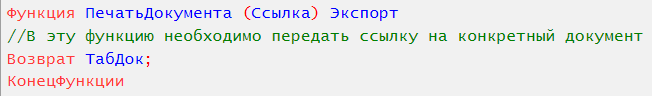 Функция ПечатьДокумента (Ссылка) Экспорт
//В эту функцию необходимо передать ссылку на конкретный документ
Возврат ТабДок;
КонецФункции